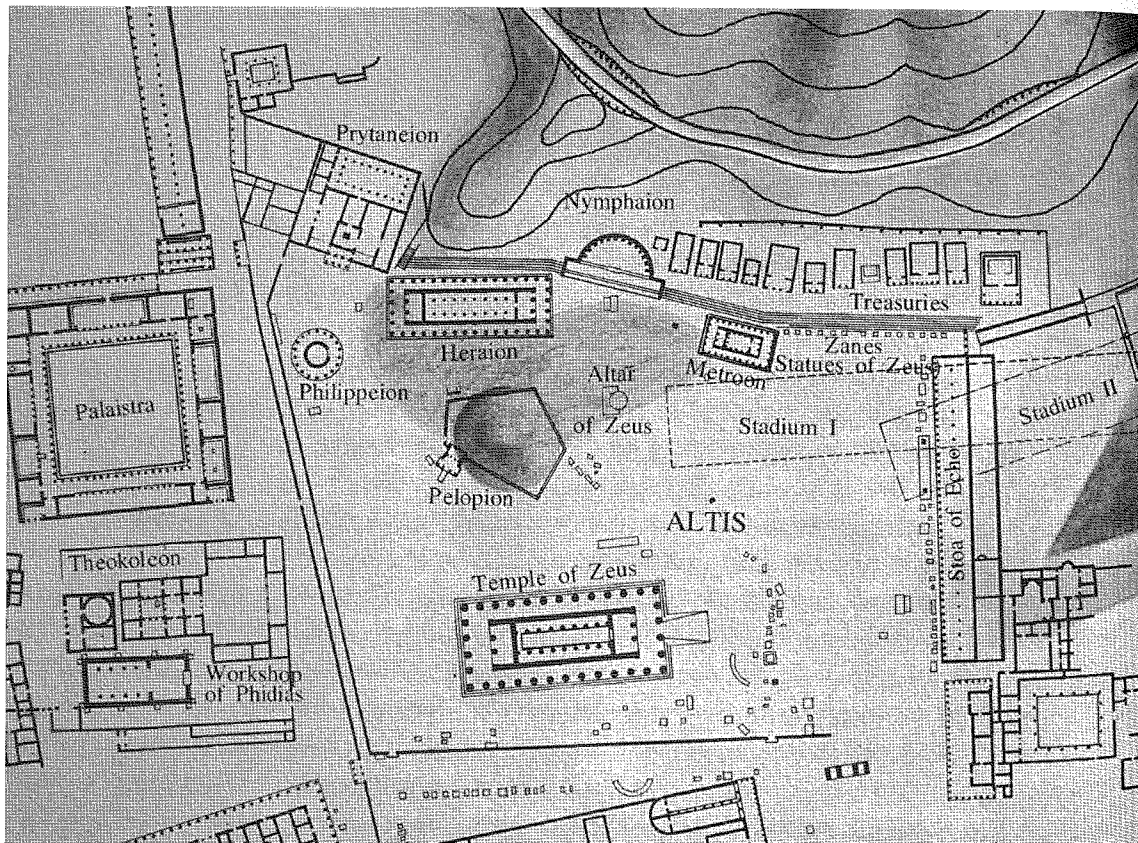 Prytaneion
Nymphaion
Treasuries
Heraion
Zanes
Statues of Zeus
Metroon
Altar
of Zeus
Philippeion
Palaistra
Stadium I
Stadium II
Pelopion
ALTIS
Stoa of Echo
Theokoleon
Temple of Zeus
Workshop
of Phidias